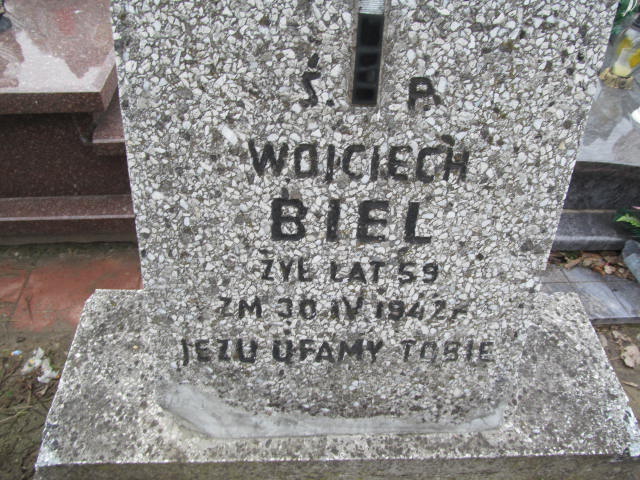 Ś. P
WOJCIECH
BIEL
ŻYŁ LAT 59
ZM 30 IV 1942 R
JEZU UFAMY TOBIE